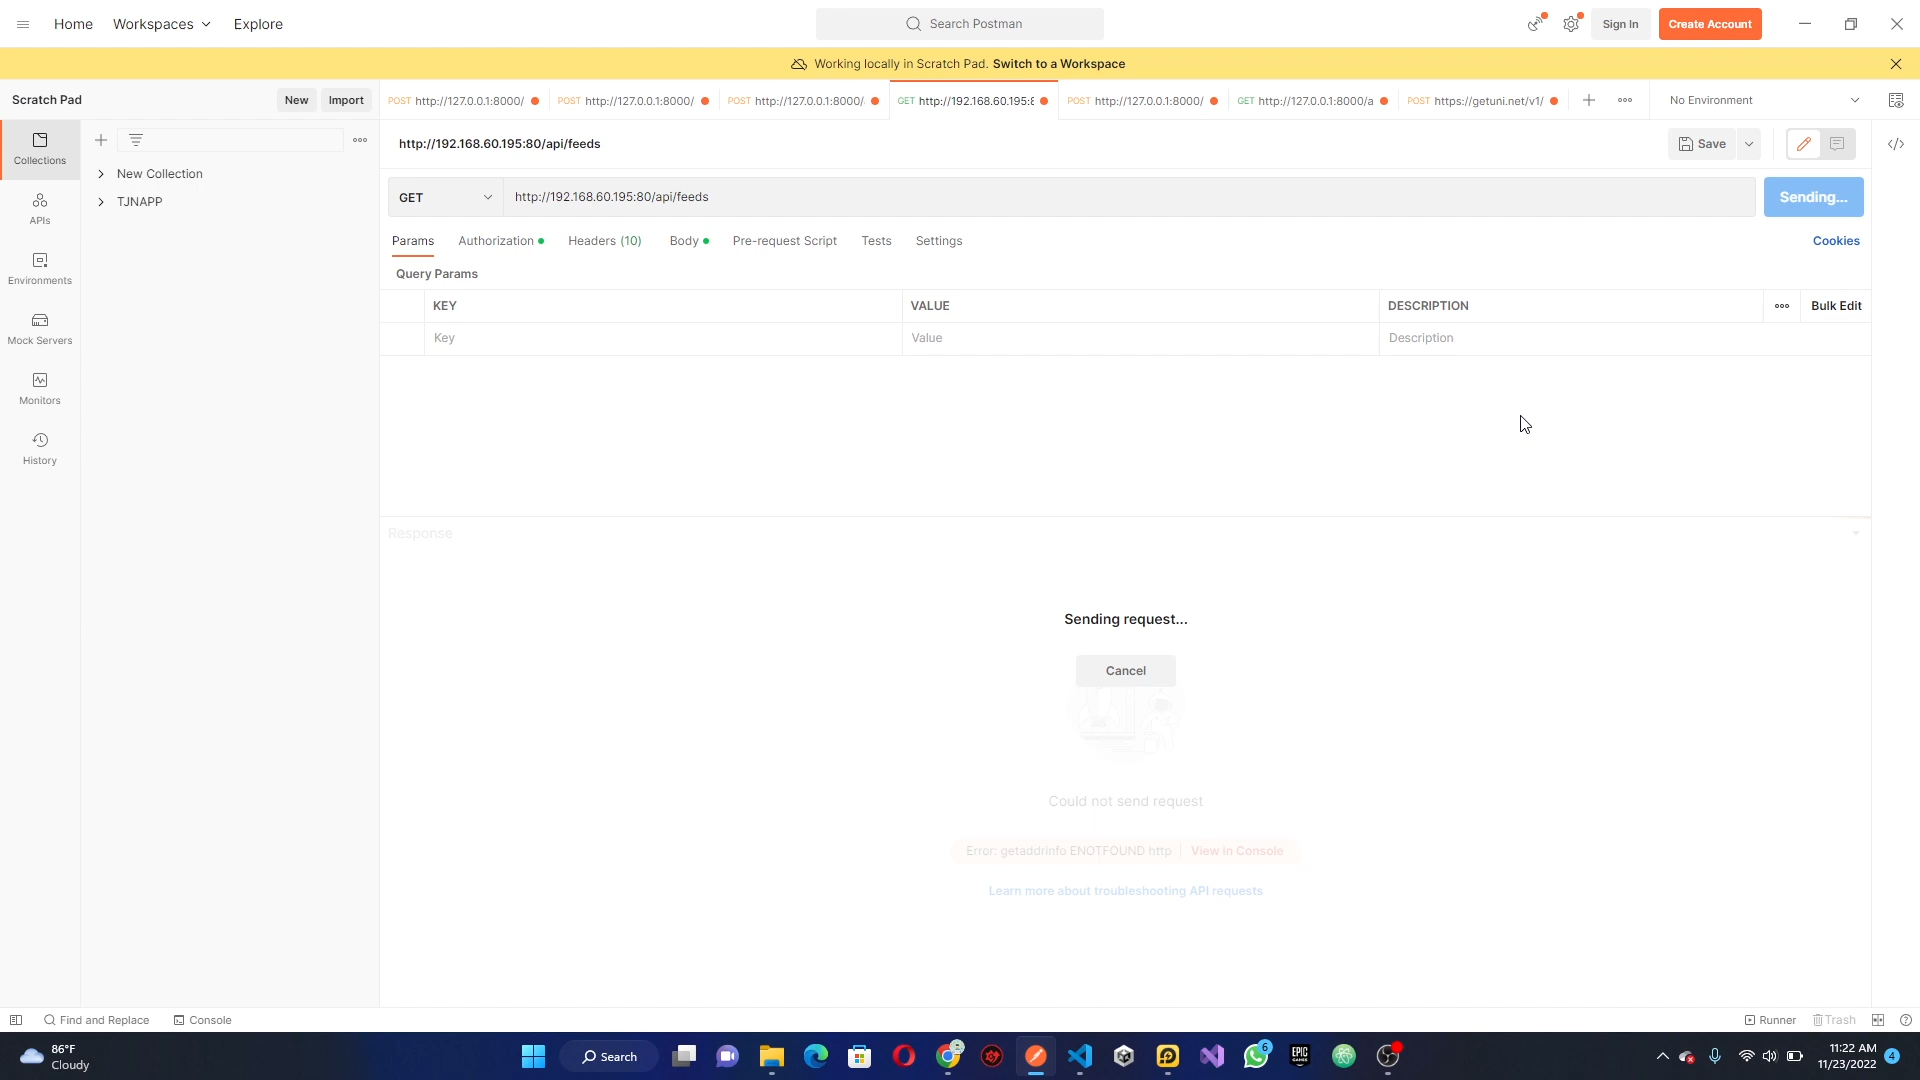 Home Workspaces Explore Search Postman Sign In Create Account
Working locally in Scratch Pad. Switch to a Workspace
Scratch Pad New Import POST http://127.0.0.1:8000/ POST http://127.0.0.1:8000/ POST http://127.0.0.1:8000/ GET http://192.168.60.195:8 POST http://127.0.0.1:8000/ GET http://127.0.0.1:8000/a POST https://getuni.net/v1/ No Environment
http://192.168.60.195:80/api/feeds Save
Collections
New Collection
TJNAPP
APIs
Environments
Mock Servers
Monitors
History
GET http://192.168.60.195:80/api/feeds Sending...
Params Authorization Headers (10) Body Pre-request Script Tests Settings Cookies
Query Params
KEY VALUE DESCRIPTION Bulk Edit
Key Value Description
Response
Sending request...
Cancel
Could not send request
Error: getaddrinfo ENOTFOUND http View in Console
Learn more about troubleshooting API requests
Find and Replace Console Runner Trash
86°F
Cloudy
Search
6
EPIC
GAMES
11:22 AM
11/23/2022
4